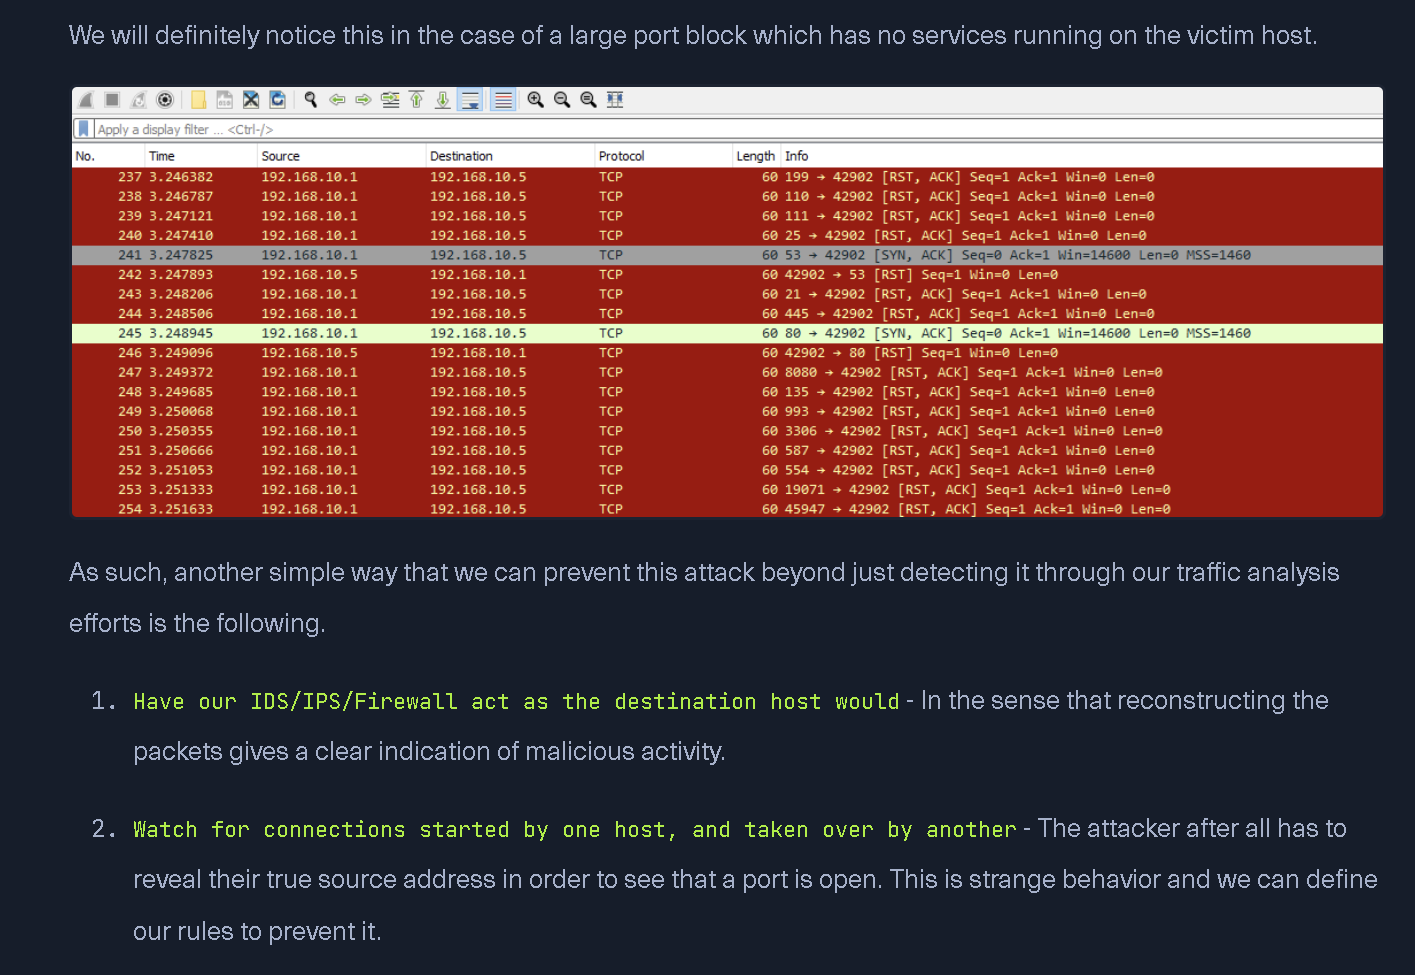 We will definitely notice this in the case of a large port block which has no services running on the victim host.
Apply a display filter ... <Ctrl-/>
No. Time Source Destination Protocol Length Info
237 3.246382 192.168.10.1 192.168.10.5 TCP 60 199 → 42902 [RST, ACK] Seq=1 Ack=1 Win=0 Len=0
238 3.246787 192.168.10.1 192.168.10.5 TCP 60 110 → 42902 [RST, ACK] Seq=1 Ack=1 Win=0 Len=0
239 3.247121 192.168.10.1 192.168.10.5 TCP 60 111 → 42902 [RST, ACK] Seq=1 Ack=1 Win=0 Len=0
240 3.247410 192.168.10.1 192.168.10.5 TCP 60 25 → 42902 [RST, ACK] Seq=1 Ack=1 Win=0 Len=0
241 3.247825 192.168.10.1 192.168.10.5 TCP 60 53 → 42902 [SYN, ACK] Seq=0 Ack=1 Win=14600 Len=0 MSS=1460
242 3.247893 192.168.10.5 192.168.10.1 TCP 60 42902 → 53 [RST] Seq=1 Win=0 Len=0
243 3.248206 192.168.10.1 192.168.10.5 TCP 60 21 → 42902 [RST, ACK] Seq=1 Ack=1 Win=0 Len=0
244 3.248506 192.168.10.1 192.168.10.5 TCP 60 445 → 42902 [RST, ACK] Seq=1 Ack=1 Win=0 Len=0
245 3.248945 192.168.10.1 192.168.10.5 TCP 60 80 → 42902 [SYN, ACK] Seq=0 Ack=1 Win=14600 Len=0 MSS=1460
246 3.249096 192.168.10.5 192.168.10.1 TCP 60 42902 → 80 [RST] Seq=1 Win=0 Len=0
247 3.249372 192.168.10.1 192.168.10.5 TCP 60 8080 → 42902 [RST, ACK] Seq=1 Ack=1 Win=0 Len=0
248 3.249685 192.168.10.1 192.168.10.5 TCP 60 135 → 42902 [RST, ACK] Seq=1 Ack=1 Win=0 Len=0
249 3.250068 192.168.10.1 192.168.10.5 TCP 60 993 → 42902 [RST, ACK] Seq=1 Ack=1 Win=0 Len=0
250 3.250355 192.168.10.1 192.168.10.5 TCP 60 3306 → 42902 [RST, ACK] Seq=1 Ack=1 Win=0 Len=0
251 3.250666 192.168.10.1 192.168.10.5 TCP 60 587 → 42902 [RST, ACK] Seq=1 Ack=1 Win=0 Len=0
252 3.251053 192.168.10.1 192.168.10.5 TCP 60 554 → 42902 [RST, ACK] Seq=1 Ack=1 Win=0 Len=0
253 3.251333 192.168.10.1 192.168.10.5 TCP 60 19071 → 42902 [RST, ACK] Seq=1 Ack=1 Win=0 Len=0
254 3.251633 192.168.10.1 192.168.10.5 TCP 60 45947 → 42902 [RST, ACK] Seq=1 Ack=1 Win=0 Len=0
As such, another simple way that we can prevent this attack beyond just detecting it through our traffic analysis
efforts is the following.
1. Have our IDS/IPS/Firewall act as the destination host would - In the sense that reconstructing the
packets gives a clear indication of malicious activity.
2. Watch for connections started by one host, and taken over by another - The attacker after all has to
reveal their true source address in order to see that a port is open. This is strange behavior and we can define
our rules to prevent it.